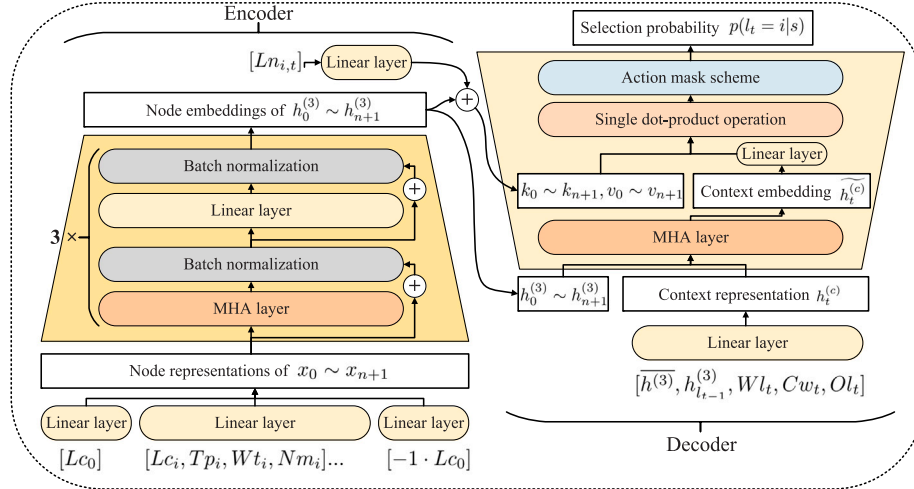 Encoder
[Ln_{i,t}]
Linear layer
Node embeddings of h_0^{(3)} ∼ h_{n+1}^{(3)}
Batch normalization
Linear layer
3 ×
Batch normalization
MHA layer
Node representations of x_0 ∼ x_{n+1}
Linear layer
Linear layer
Linear layer
[Lc_0]
[Lc_i, Tp_i, Wt_i, Nm_i]...
[-1 · Lc_0]
Selection probability p(l_t = i|s)
Action mask scheme
Single dot-product operation
Linear layer
k_0 ∼ k_{n+1}, v_0 ∼ v_{n+1}
Context embedding \widetilde{h_t^{(c)}}
MHA layer
h_0^{(3)} ∼ h_{n+1}^{(3)}
Context representation h_t^{(c)}
Linear layer
[\overline{h^{(3)}}, h_{l_{t-1}}^{(3)}, Wl_t, Cw_t, Ol_t]
Decoder